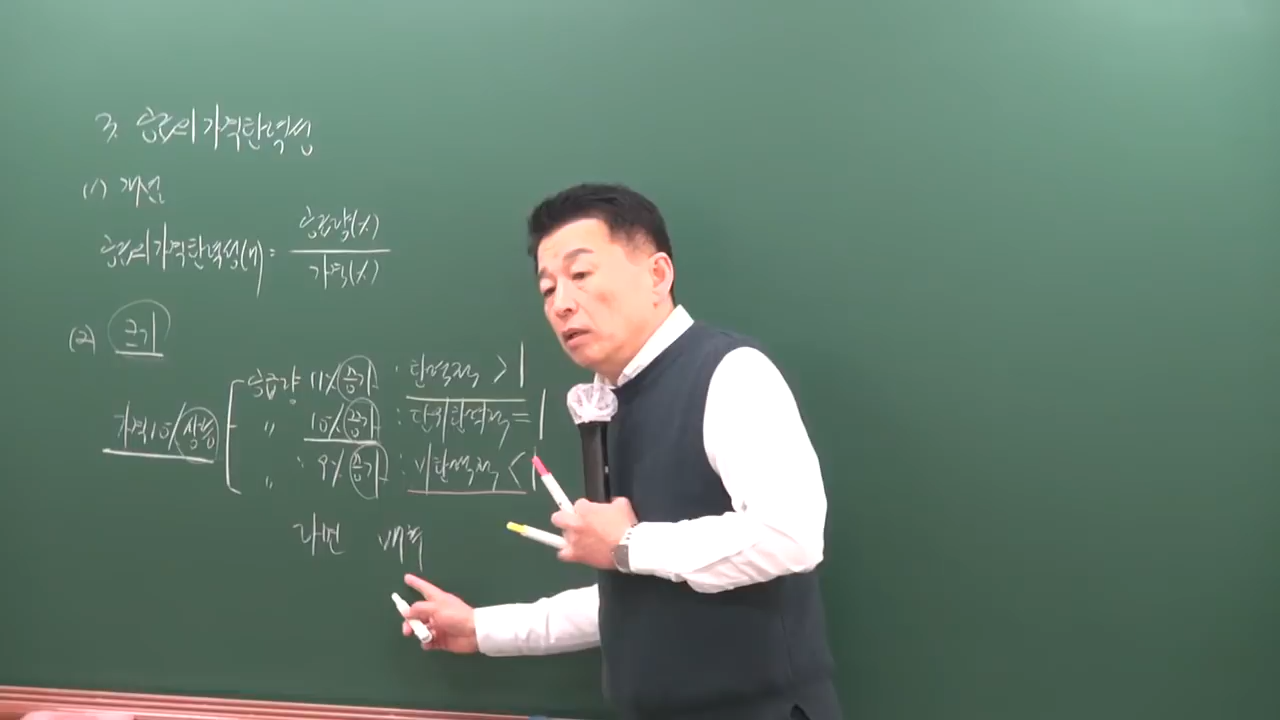 3. 공급의 가격탄력성
(1) 개념
공급의 가격탄력성(η) = 공급량(%) / 가격(%)
(2) 크기
공급량 11% 증가 : 탄력적 > 1
가격 10% 상승 〃 10% 증가 : 단위탄력적 = 1
〃 9% 증가 : 비탄력적 < 1
라면 배추